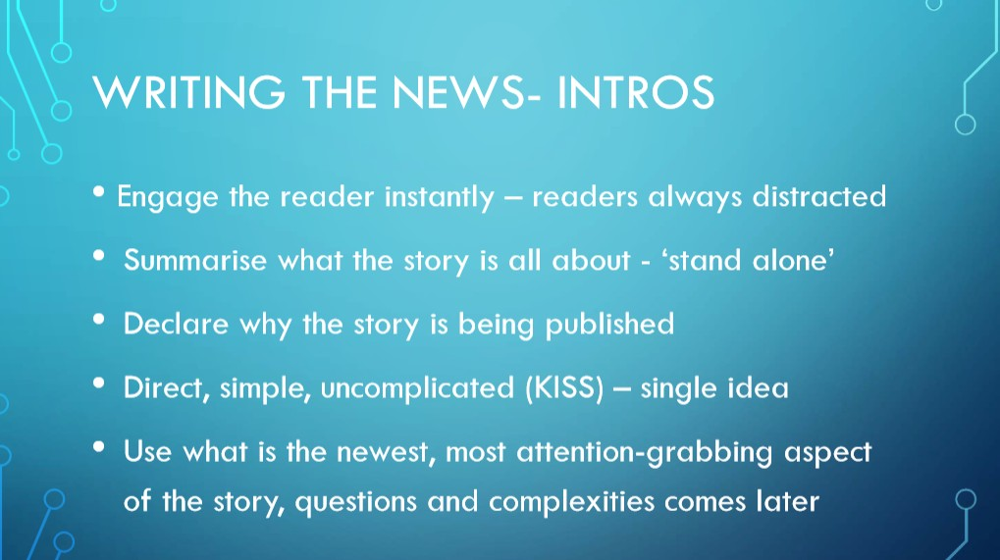 WRITING THE NEWS- INTROS
• Engage the reader instantly – readers always distracted
• Summarise what the story is all about - ‘stand alone’
• Declare why the story is being published
• Direct, simple, uncomplicated (KISS) – single idea
• Use what is the newest, most attention-grabbing aspect
of the story, questions and complexities comes later